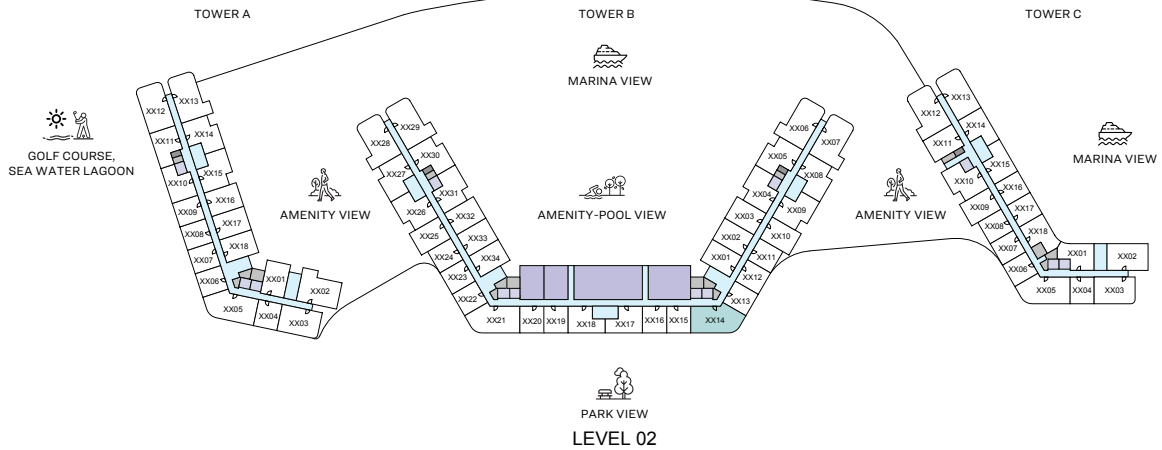 TOWER A
TOWER B
TOWER C
MARINA VIEW
GOLF COURSE,
SEA WATER LAGOON
AMENITY VIEW
AMENITY-POOL VIEW
AMENITY VIEW
MARINA VIEW
XX12
XX13
XX11
XX14
XX10
XX15
XX09
XX16
XX08
XX17
XX07
XX18
XX06
XX01
XX02
XX05
XX04
XX03
XX28
XX29
XX27
XX30
XX26
XX31
XX25
XX32
XX24
XX33
XX23
XX34
XX22
XX21
XX20
XX19
XX18
XX17
XX16
XX15
XX14
XX13
XX12
XX11
XX10
XX09
XX08
XX07
XX06
XX05
XX04
XX03
XX02
XX01
XX12
XX13
XX11
XX14
XX10
XX15
XX09
XX16
XX08
XX17
XX07
XX18
XX06
XX01
XX02
XX05
XX04
XX03
PARK VIEW
LEVEL 02